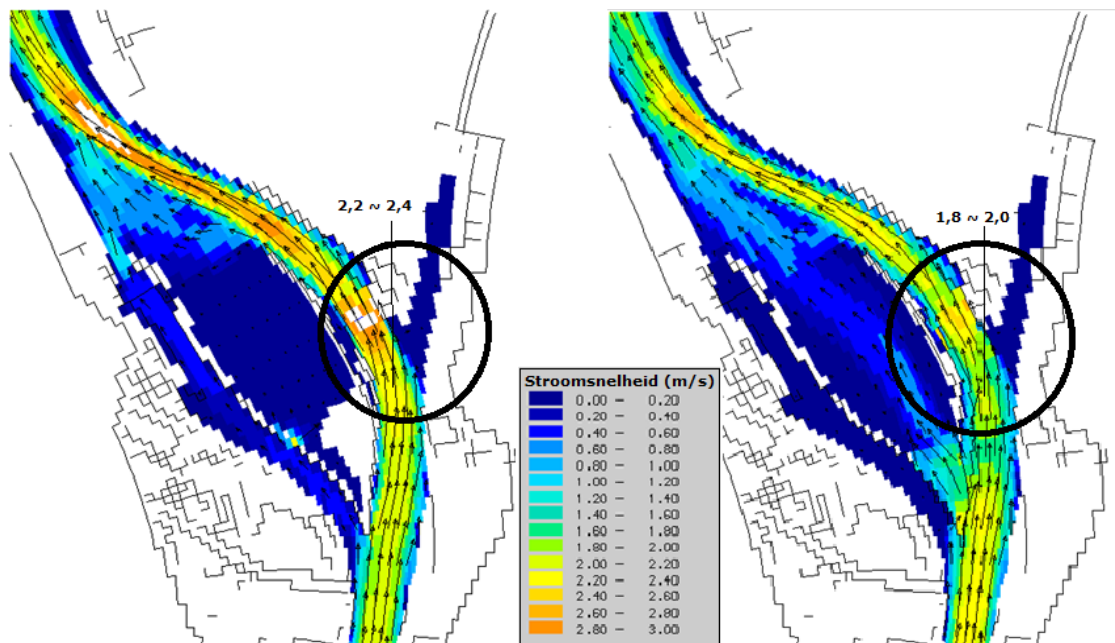 2,2 ~ 2,4
1,8 ~ 2,0
Stroomsnelheid (m/s)
0.00 – 0.20
0.20 – 0.40
0.40 – 0.60
0.60 – 0.80
0.80 – 1.00
1.00 – 1.20
1.20 – 1.40
1.40 – 1.60
1.60 – 1.80
1.80 – 2.00
2.00 – 2.20
2.20 – 2.40
2.40 – 2.60
2.60 – 2.80
2.80 – 3.00